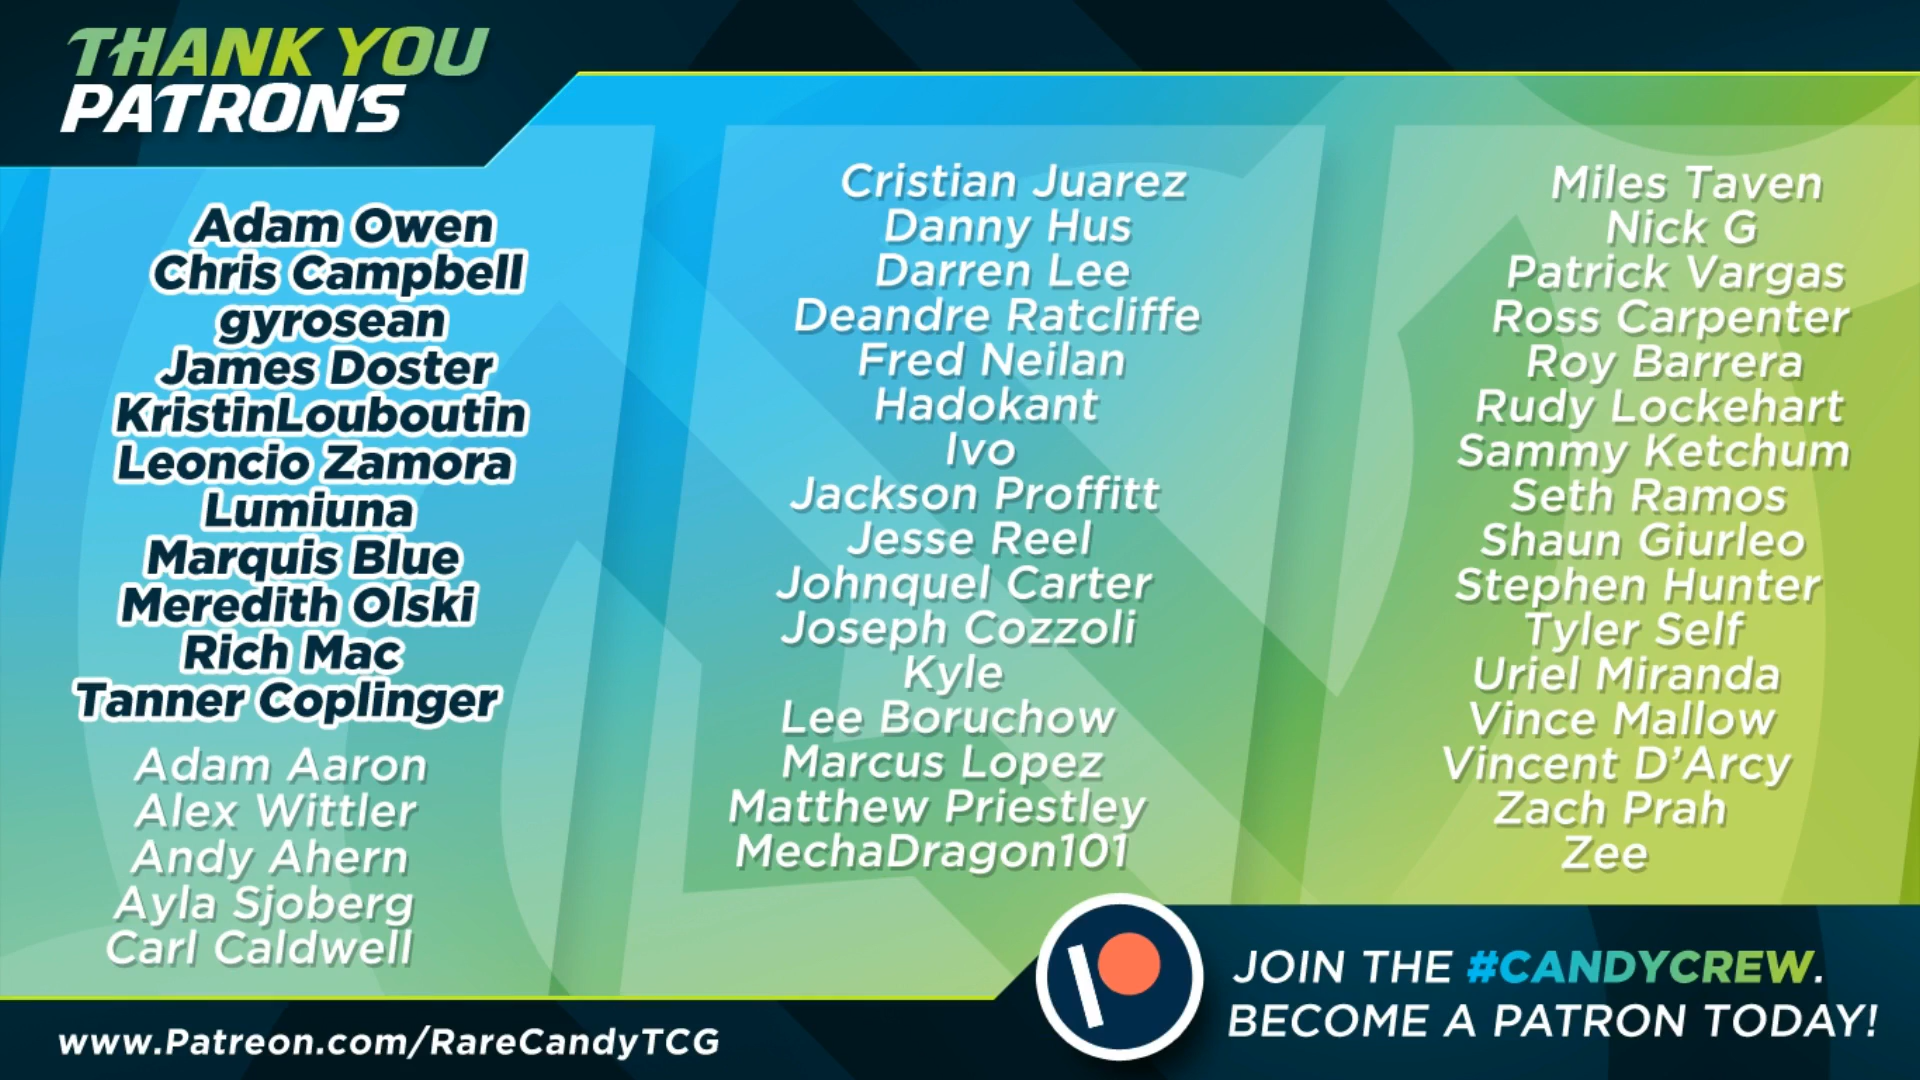 THANK YOU
PATRONS
Adam Owen
Chris Campbell
gyrosean
James Doster
KristinLouboutin
Leoncio Zamora
Lumiuna
Marquis Blue
Meredith Olski
Rich Mac
Tanner Coplinger
Adam Aaron
Alex Wittler
Andy Ahern
Ayla Sjoberg
Carl Caldwell
Cristian Juarez
Danny Hus
Darren Lee
Deandre Ratcliffe
Fred Neilan
Hadokant
Ivo
Jackson Proffitt
Jesse Reel
Johnquel Carter
Joseph Cozzoli
Kyle
Lee Boruchow
Marcus Lopez
Matthew Priestley
MechaDragon101
Miles Taven
Nick G
Patrick Vargas
Ross Carpenter
Roy Barrera
Rudy Lockehart
Sammy Ketchum
Seth Ramos
Shaun Giurleo
Stephen Hunter
Tyler Self
Uriel Miranda
Vince Mallow
Vincent D’Arcy
Zach Prah
Zee
www.Patreon.com/RareCandyTCG
JOIN THE #CANDYCREW.
BECOME A PATRON TODAY!